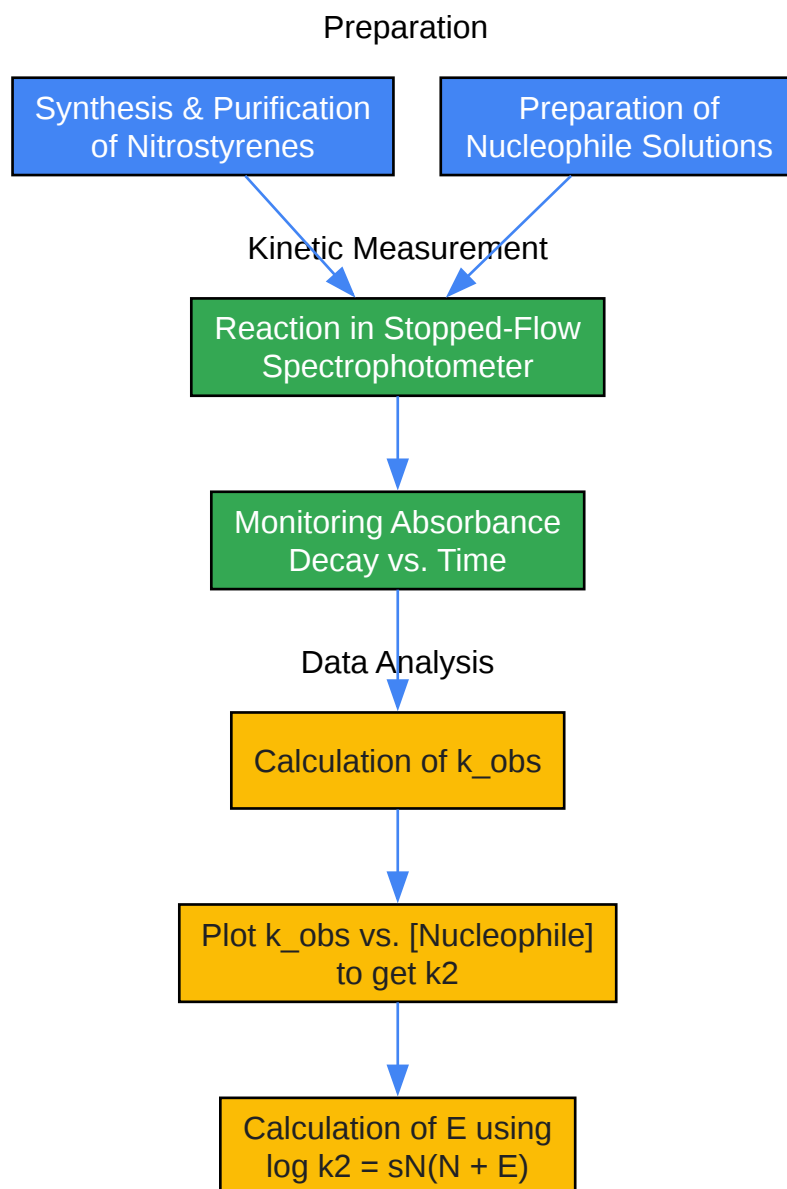 Preparation
Synthesis & Purification
of Nitrostyrenes
Preparation of
Nucleophile Solutions
Kinetic Measurement
Reaction in Stopped-Flow
Spectrophotometer
Monitoring Absorbance
Decay vs. Time
Data Analysis
Calculation of k_obs
Plot k_obs vs. [Nucleophile]
to get k2
Calculation of E using
log k2 = sN(N + E)